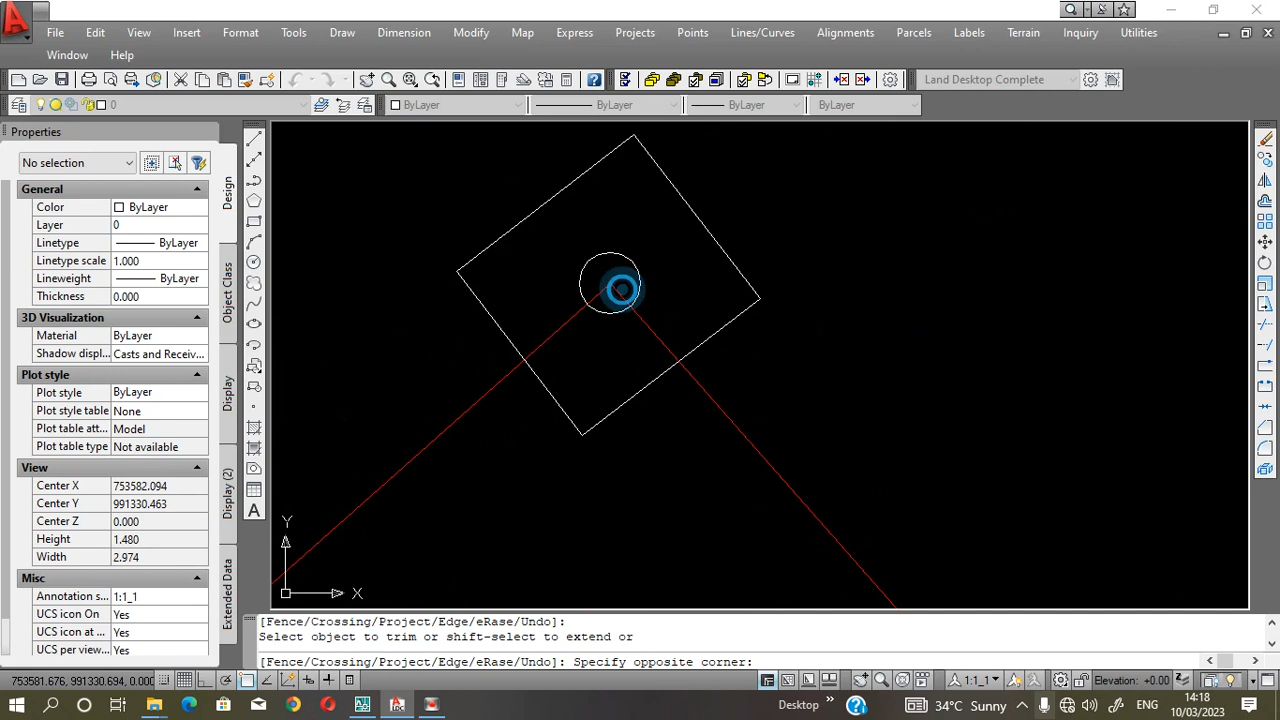 File Edit View Insert Format Tools Draw Dimension Modify Map Express Projects Points Lines/Curves Alignments Parcels Labels Terrain Inquiry Utilities
Window Help
Land Desktop Complete
0 ByLayer ByLayer ByLayer ByLayer
Properties
No selection
General
Color ByLayer
Layer 0
Linetype ByLayer
Linetype scale 1.000
Lineweight ByLayer
Thickness 0.000
3D Visualization
Material ByLayer
Shadow displ... Casts and Receiv...
Plot style
Plot style ByLayer
Plot style table None
Plot table att... Model
Plot table type Not available
View
Center X 753582.094
Center Y 991330.463
Center Z 0.000
Height 1.480
Width 2.974
Misc
Annotation s... 1:1_1
UCS icon On Yes
UCS icon at ... Yes
UCS per view... Yes
Design
Object Class
Display
Display (2)
Extended Data
A
Y
X
[Fence/Crossing/Project/Edge/eRase/Undo]:
Select object to trim or shift-select to extend or
[Fence/Crossing/Project/Edge/eRase/Undo]: Specify opposite corner:
753581.676, 991330.694, 0.000
1:1_1
Elevation: +0.00
Desktop
34°C Sunny
ENG
14:18
10/03/2023